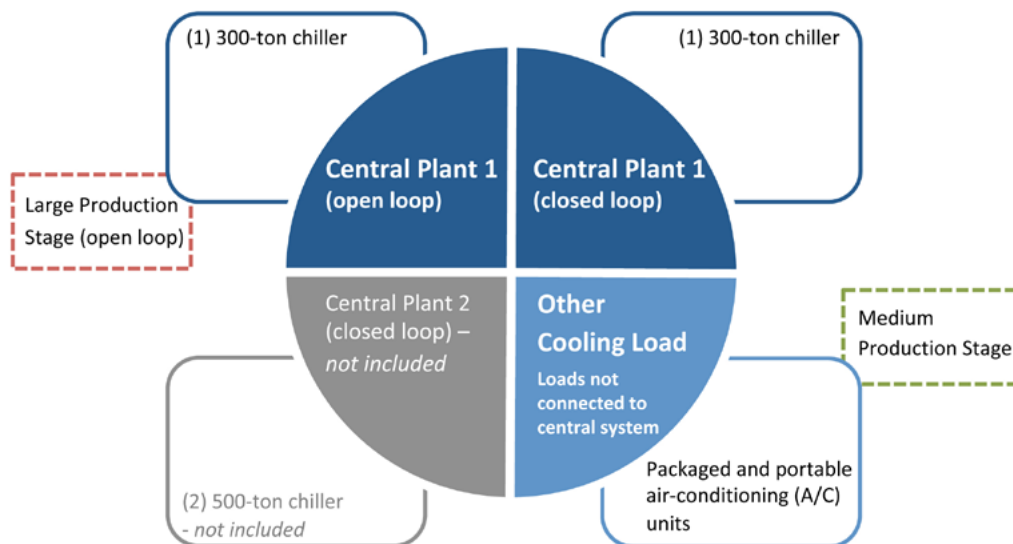 (1) 300-ton chiller
(1) 300-ton chiller
Central Plant 1
(open loop)
Central Plant 1
(closed loop)
Large Production
Stage (open loop)
Central Plant 2
(closed loop) –
not included
Other
Cooling Load
Loads not
connected to
central system
Medium
Production Stage
(2) 500-ton chiller
- not included
Packaged and portable
air-conditioning (A/C)
units